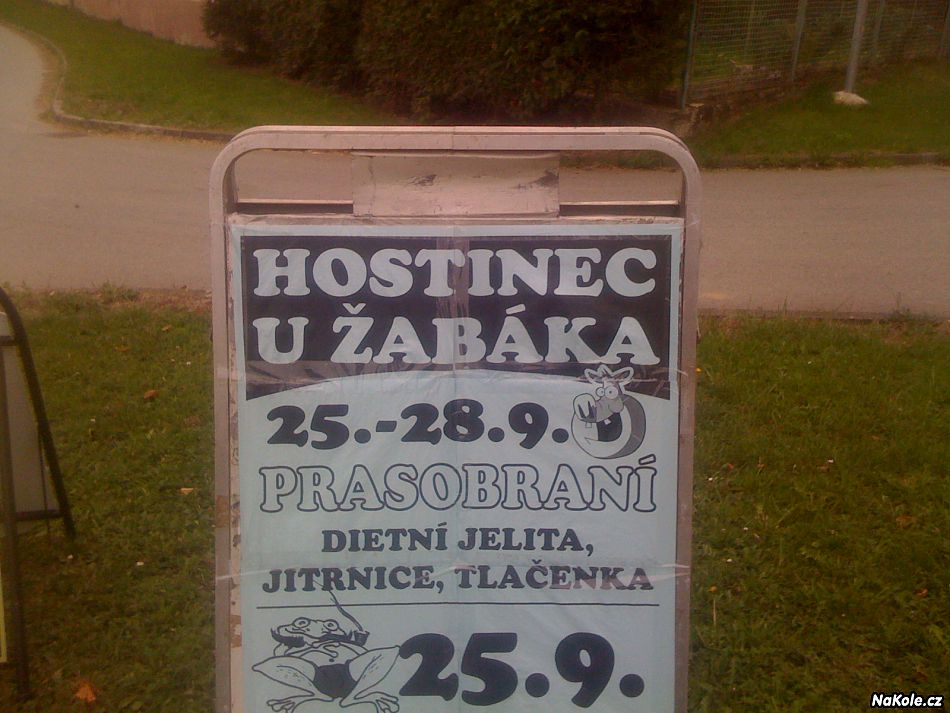 HOSTINEC
U ŽABÁKA
25.-28.9.
PRASOBRANÍ
DIETNÍ JELITA,
JITRNICE, TLAČENKA
25.9.
NaKole.cz